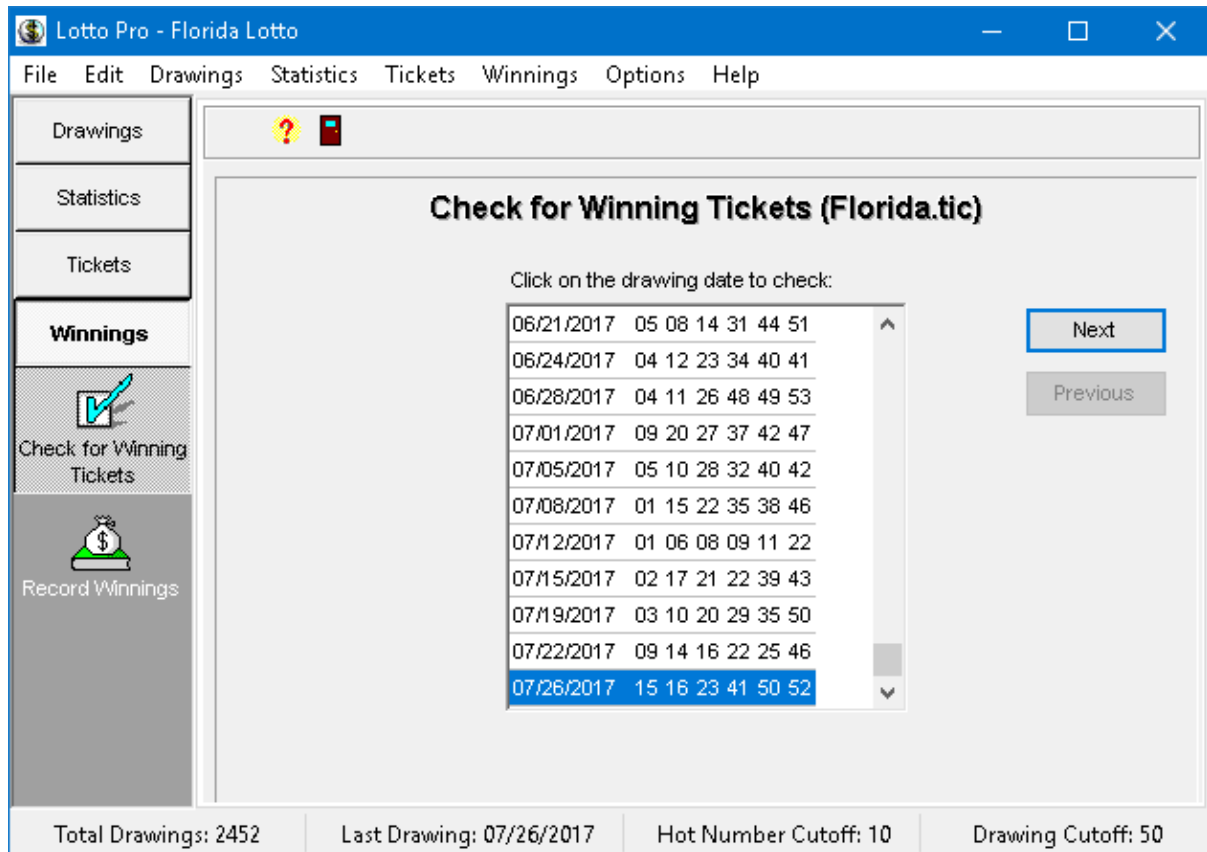 Lotto Pro - Florida Lotto
File Edit Drawings Statistics Tickets Winnings Options Help
Drawings
Statistics
Tickets
Winnings
Check for Winning
Tickets
Record Winnings
?
Check for Winning Tickets (Florida.tic)
Click on the drawing date to check:
06/21/2017 05 08 14 31 44 51
06/24/2017 04 12 23 34 40 41
06/28/2017 04 11 26 48 49 53
07/01/2017 09 20 27 37 42 47
07/05/2017 05 10 28 32 40 42
07/08/2017 01 15 22 35 38 46
07/12/2017 01 06 08 09 11 22
07/15/2017 02 17 21 22 39 43
07/19/2017 03 10 20 29 35 50
07/22/2017 09 14 16 22 25 46
07/26/2017 15 16 23 41 50 52
Next
Previous
Total Drawings: 2452 Last Drawing: 07/26/2017 Hot Number Cutoff: 10 Drawing Cutoff: 50